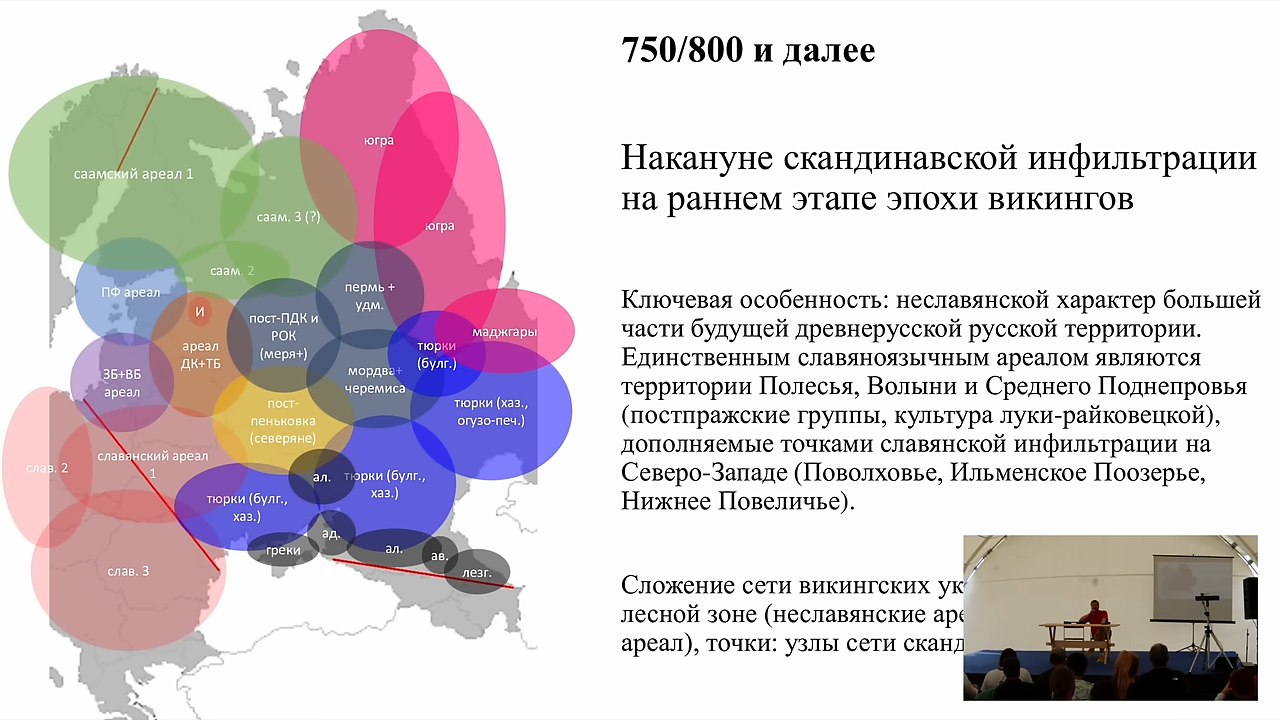 750/800 и далее
Накануне скандинавской инфильтрации
на раннем этапе эпохи викингов
Ключевая особенность: неславянской характер большей
части будущей древнерусской русской территории.
Единственным славяноязычным ареалом являются
территории Полесья, Волыни и Среднего Поднепровья
(постпражские группы, культура луки-райковецкой),
дополняемые точками славянской инфильтрации на
Северо-Западе (Поволховье, Ильменское Поозерье,
Нижнее Повеличье).
Сложение сети викингских ук
лесной зоне (неславянские аре
ареал), точки: узлы сети сканд
югра
саамский ареал 1
саам. 3 (?)
югра
саам. 2
ПФ ареал
пермь +
удм.
И
пост-ПДК и
РОК
(меря+)
маджгары
ареал
ДК+ТБ
тюрки
(булг.)
ЗБ+ВБ
ареал
мордва+
черемиса
пост-
пеньковка
(северяне)
тюрки (хаз.,
огузо-печ.)
слав. 2
славянский ареал
1
ал.
тюрки (булг.,
хаз.)
тюрки (булг.,
хаз.)
ад.
греки
ал.
ав.
лезг.
слав. 3